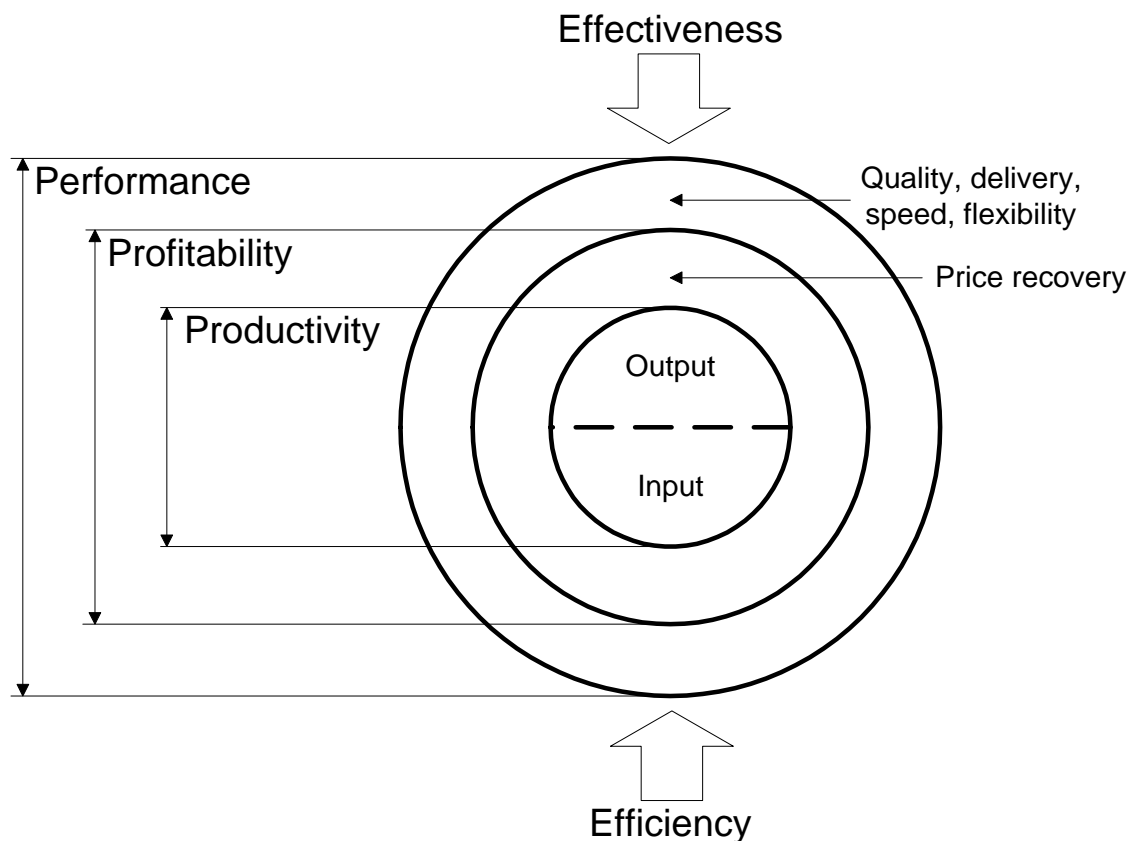 Effectiveness
Performance
Quality, delivery,
speed, flexibility
Profitability
Price recovery
Productivity
Output
Input
Efficiency